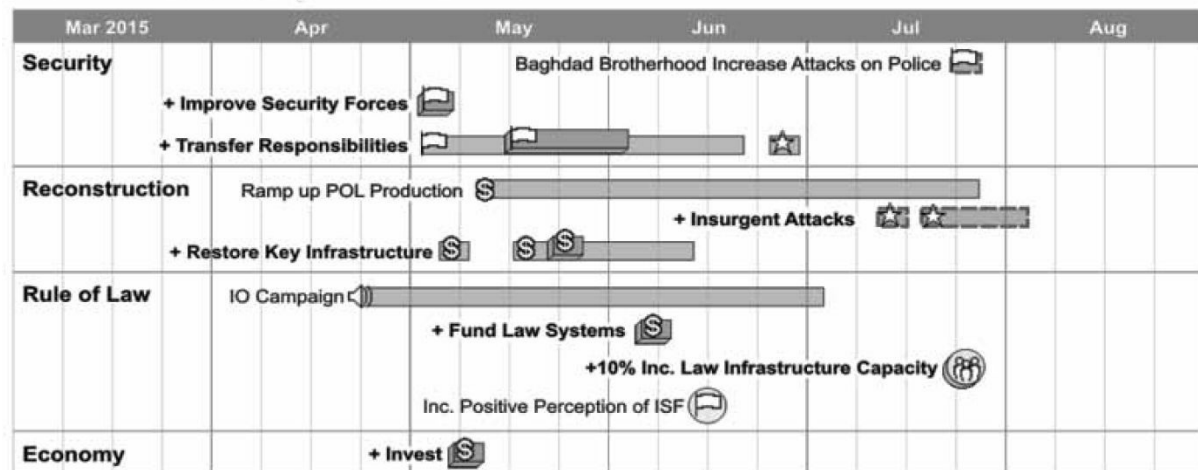 Mar 2015 Apr May Jun Jul Aug
Security
Baghdad Brotherhood Increase Attacks on Police
+ Improve Security Forces
+ Transfer Responsibilities
Reconstruction
Ramp up POL Production
+ Insurgent Attacks
+ Restore Key Infrastructure
Rule of Law
IO Campaign
+ Fund Law Systems
+10% Inc. Law Infrastructure Capacity
Inc. Positive Perception of ISF
Economy
+ Invest